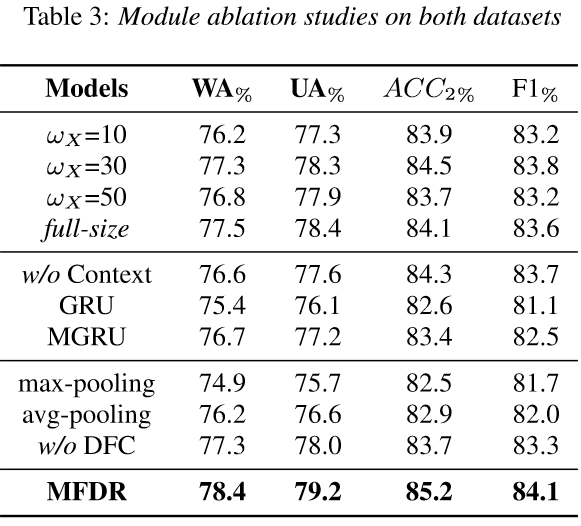 Table 3: Module ablation studies on both datasets
Models WA% UA% ACC2% F1%
ωX=10 76.2 77.3 83.9 83.2
ωX=30 77.3 78.3 84.5 83.8
ωX=50 76.8 77.9 83.7 83.2
full-size 77.5 78.4 84.1 83.6
w/o Context 76.6 77.6 84.3 83.7
GRU 75.4 76.1 82.6 81.1
MGRU 76.7 77.2 83.4 82.5
max-pooling 74.9 75.7 82.5 81.7
avg-pooling 76.2 76.6 82.9 82.0
w/o DFC 77.3 78.0 83.7 83.3
MFDR 78.4 79.2 85.2 84.1